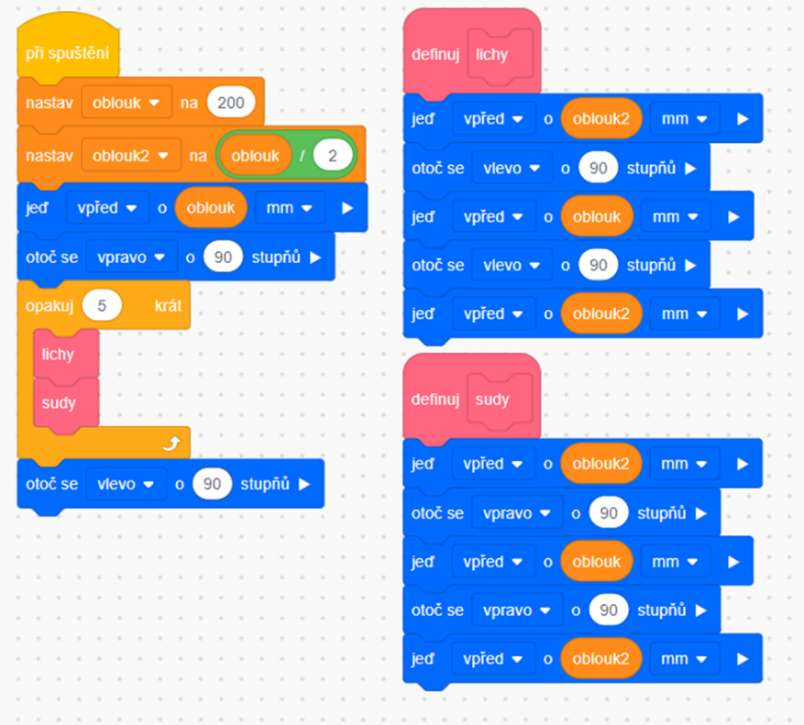 při spuštění
nastav oblouk na 200
nastav oblouk2 na oblouk / 2
jeď vpřed o oblouk mm
otoč se vpravo o 90 stupňů
opakuj 5 krát
lichy
sudy
otoč se vlevo o 90 stupňů
definuj lichy
jeď vpřed o oblouk2 mm
otoč se vlevo o 90 stupňů
jeď vpřed o oblouk mm
otoč se vlevo o 90 stupňů
jeď vpřed o oblouk2 mm
definuj sudy
jeď vpřed o oblouk2 mm
otoč se vpravo o 90 stupňů
jeď vpřed o oblouk mm
otoč se vpravo o 90 stupňů
jeď vpřed o oblouk2 mm